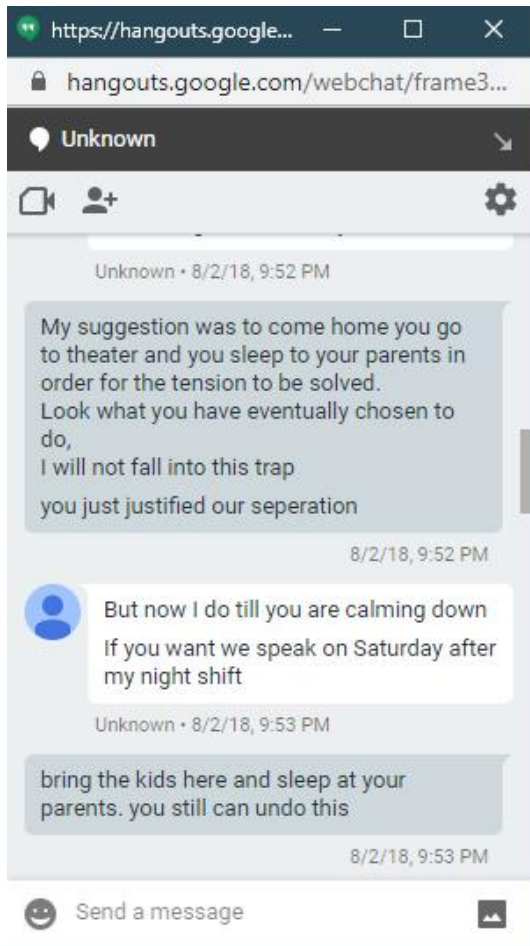 https://hangouts.google...
hangouts.google.com/webchat/frame3...
Unknown
Unknown • 8/2/18, 9:52 PM
My suggestion was to come home you go
to theater and you sleep to your parents in
order for the tension to be solved.
Look what you have eventually chosen to
do,
I will not fall into this trap
you just justified our seperation
8/2/18, 9:52 PM
But now I do till you are calming down
If you want we speak on Saturday after
my night shift
Unknown • 8/2/18, 9:53 PM
bring the kids here and sleep at your
parents. you still can undo this
8/2/18, 9:53 PM
Send a message